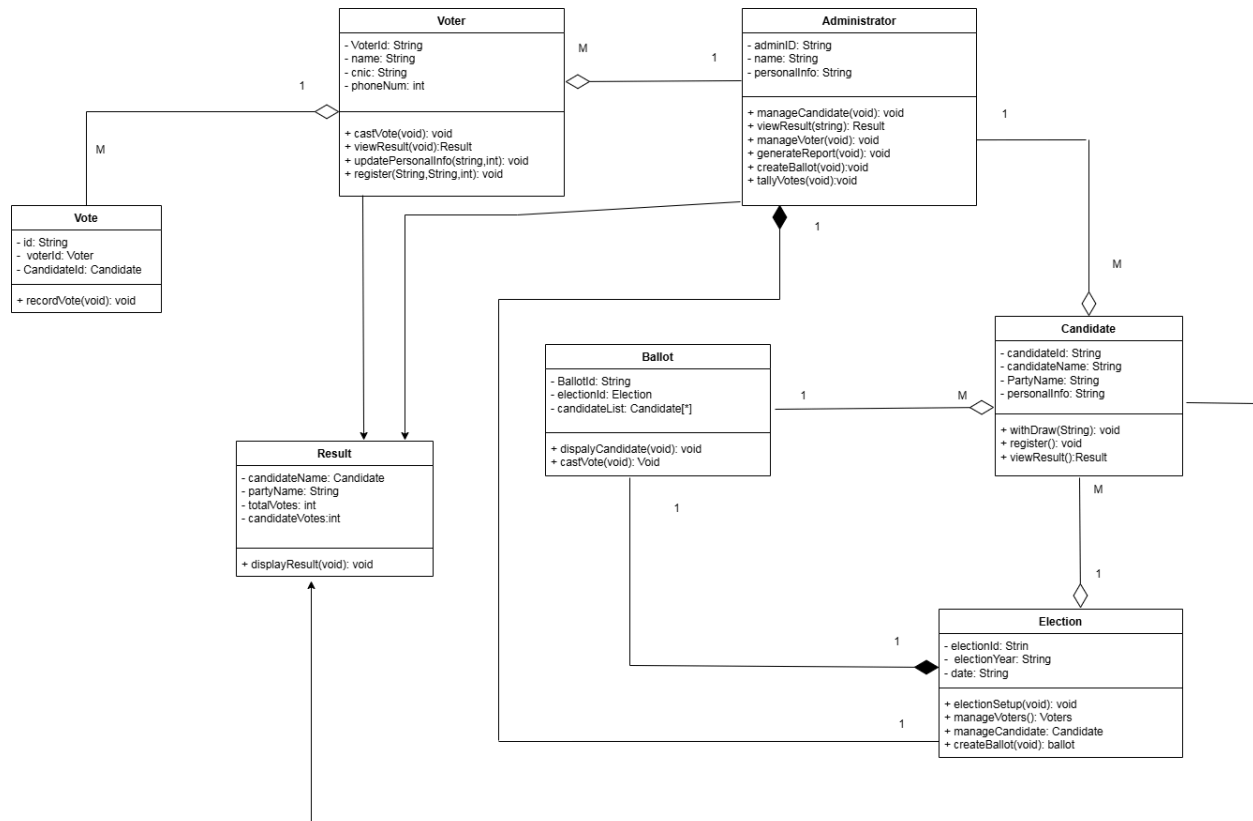 Voter
- VoterId: String
- name: String
- cnic: String
- phoneNum: int
+ castVote(void): void
+ viewResult(void):Result
+ updatePersonalInfo(string,int): void
+ register(String,String,int): void
Administrator
- adminID: String
- name: String
- personalInfo: String
+ manageCandidate(void): void
+ viewResult(string): Result
+ manageVoter(void): void
+ generateReport(void): void
+ createBallot(void):void
+ tallyVotes(void):void
M
1
1
M
1
M
1
Vote
- id: String
- voterId: Voter
- CandidateId: Candidate
+ recordVote(void): void
Candidate
- candidateId: String
- candidateName: String
- PartyName: String
- personalInfo: String
+ withDraw(String): void
+ register(): void
+ viewResult():Result
Ballot
- BallotId: String
- electionId: Election
- candidateList: Candidate[*]
+ dispalyCandidate(void): void
+ castVote(void): Void
1
M
Result
- candidateName: Candidate
- partyName: String
- totalVotes: int
- candidateVotes:int
+ displayResult(void): void
1
M
1
1
1
Election
- electionId: Strin
- electionYear: String
- date: String
+ electionSetup(void): void
+ manageVoters(): Voters
+ manageCandidate: Candidate
+ createBallot(void): ballot